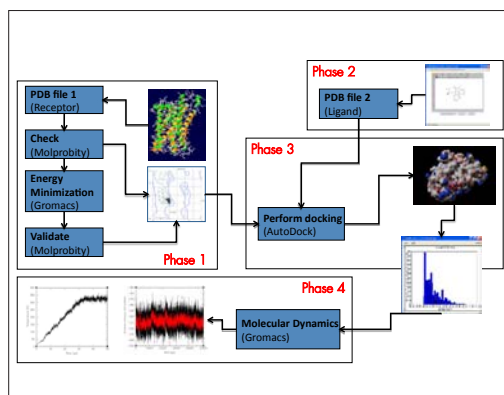 PDB file 1
(Receptor)
Check
(Molprobity)
Energy
Minimization
(Gromacs)
Validate
(Molprobity)
Phase 1
Phase 2
PDB file 2
(Ligand)
Phase 3
Perform docking
(AutoDock)
Phase 4
Molecular Dynamics
(Gromacs)